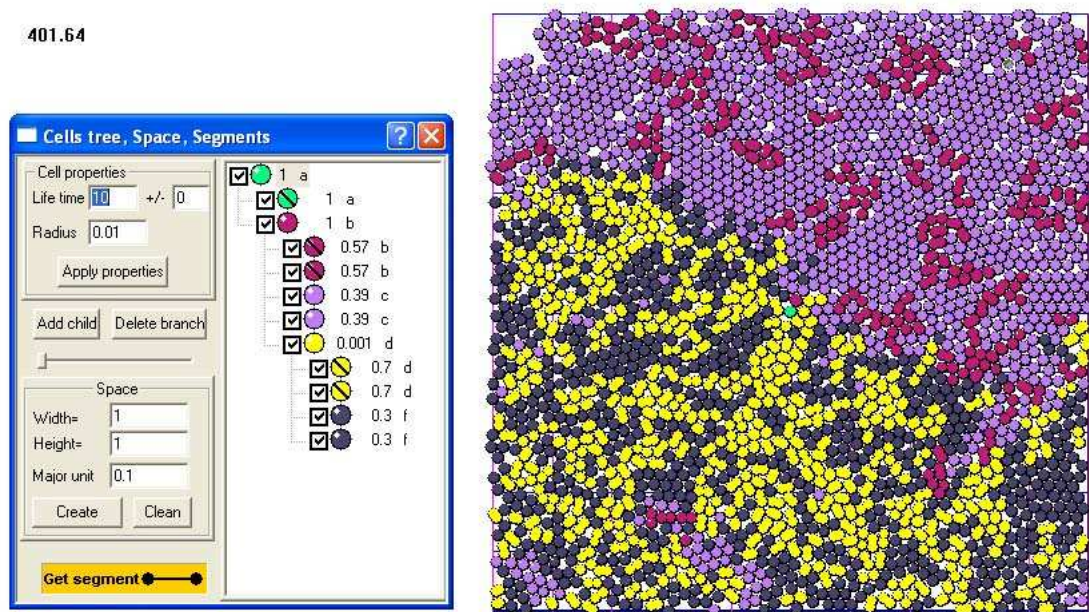 401.64
Cells tree, Space, Segments
Cell properties
Life time 10 +/- 0
Radius 0.01
Apply properties
Add child Delete branch
Space
Width= 1
Height= 1
Major unit 0.1
Create Clean
Get segment
1 a
1 a
1 b
0.57 b
0.57 b
0.39 c
0.39 c
0.001 d
0.7 d
0.7 d
0.3 f
0.3 f